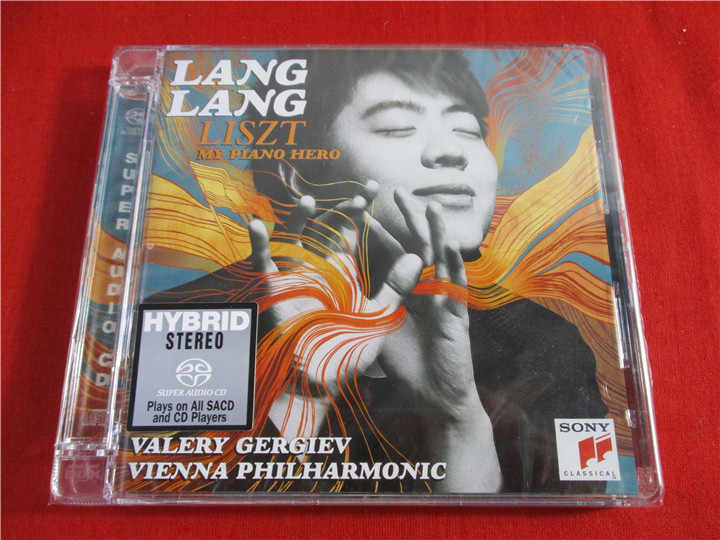 LANG
LANG
LISZT
MY PIANO HERO
SUPER AUDIO CD
HYBRID
STEREO
SUPER AUDIO CD
Plays on All SACD
and CD Players
VALERY GERGIEV
VIENNA PHILHARMONIC
SONY
CLASSICAL